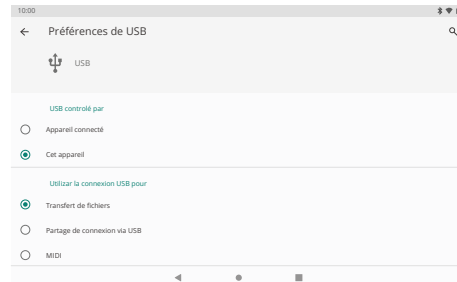 10:00
Préférences de USB
USB
USB controlé par
Appareil connecté
Cet appareil
Utilizar la connexion USB pour
Transfert de fichiers
Partage de connexion via USB
MIDI